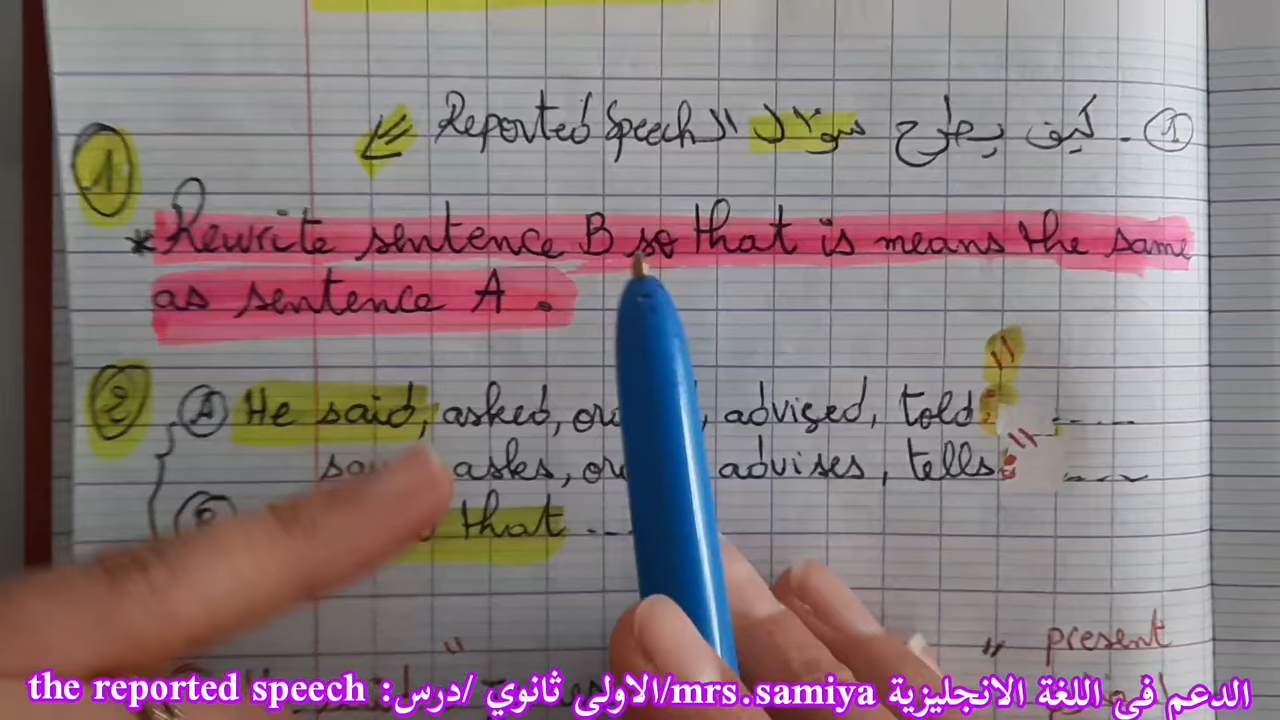 1 - كيف يطرح سؤال الـ Reported Speech
1
* Rewrite sentence B so that is means the same
as sentence A .
2 A He said, asked, advised, told : " ------
asks, advises, tells : " ------
B that -----
" " present
الدعم في اللغة الانجليزية mrs.samiya/الاولى ثانوي /درس: the reported speech